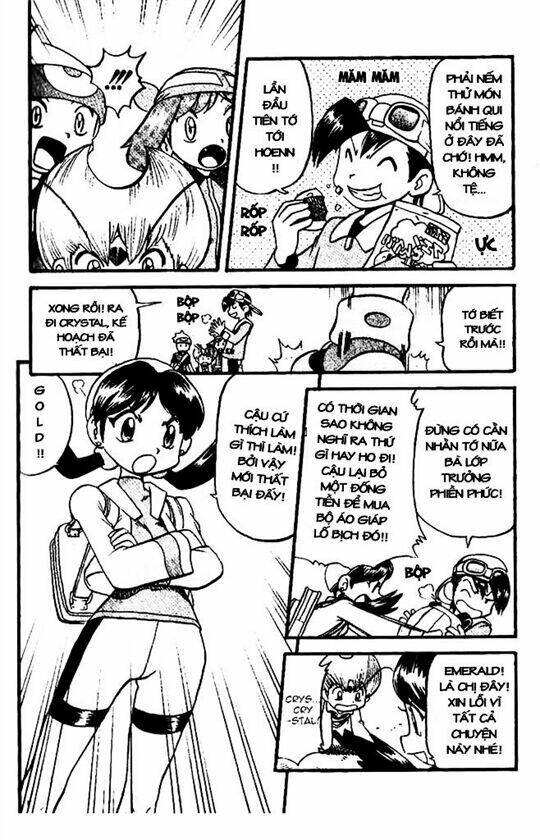 PHẢI NẾM
THỬ MÓN
BÁNH QUI
NỔI TIẾNG
Ở ĐÂY ĐÃ
CHỚ! HMM,
KHÔNG
TỆ...
MĂM MĂM
LẦN
ĐẦU
TIÊN TỚ
TỚI
HOENN
!!
RỐP
RỐP
ỰC
!!!
TỚ BIẾT
TRƯỚC
RỒI MÀ!!
BỘP
BỘP
XONG RỒI!! RA
ĐI CRYSTAL, KẾ
HOẠCH ĐÃ
THẤT BẠI!
ĐỪNG CÓ CẰN
NHẰN TỚ NỮA
BÀ LỚP
TRƯỞNG
PHIỀN PHỨC!
CÓ THỜI GIAN
SAO KHÔNG
NGHĨ RA THỨ
GÌ HAY HO ĐI!
CẬU LẠI BỎ
MỘT ĐỐNG
TIỀN ĐỂ MUA
BỘ ÁO GIÁP
LỐ BỊCH ĐÓ!!
BỘP
CẬU CỨ
THÍCH LÀM
GÌ THÌ LÀM!
BỞI VẬY
MỚI THẤT
BẠI ĐẤY!
GOLD!!
EMERALD!
LÀ CHỊ ĐÂY!
XIN LỖI VÌ
TẤT CẢ
CHUYỆN
NÀY NHÉ!
CRYS...
CRY
-STAL!